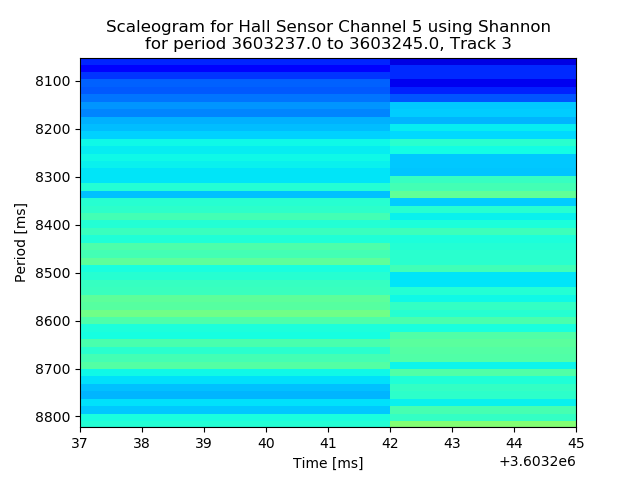 Scaleogram for Hall Sensor Channel 5 using Shannon
for period 3603237.0 to 3603245.0, Track 3
8100
8200
8300
8400
8500
8600
8700
8800
Period [ms]
37 38 39 40 41 42 43 44 45
Time [ms]
+3.6032e6